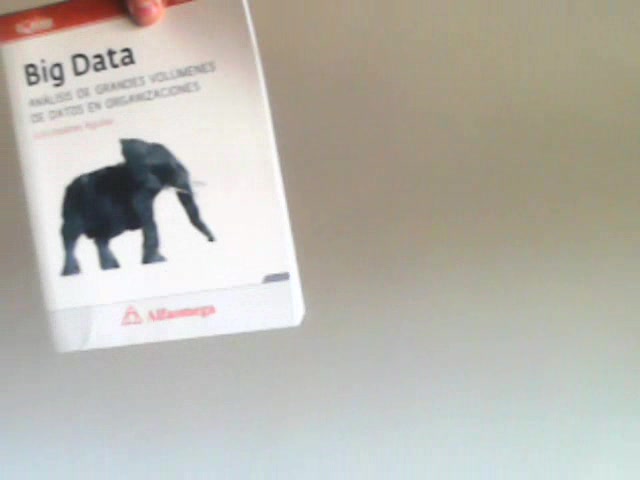 Big Data
ANÁLISIS DE GRANDES VOLÚMENES
DE DATOS EN ORGANIZACIONES
Alfaomega